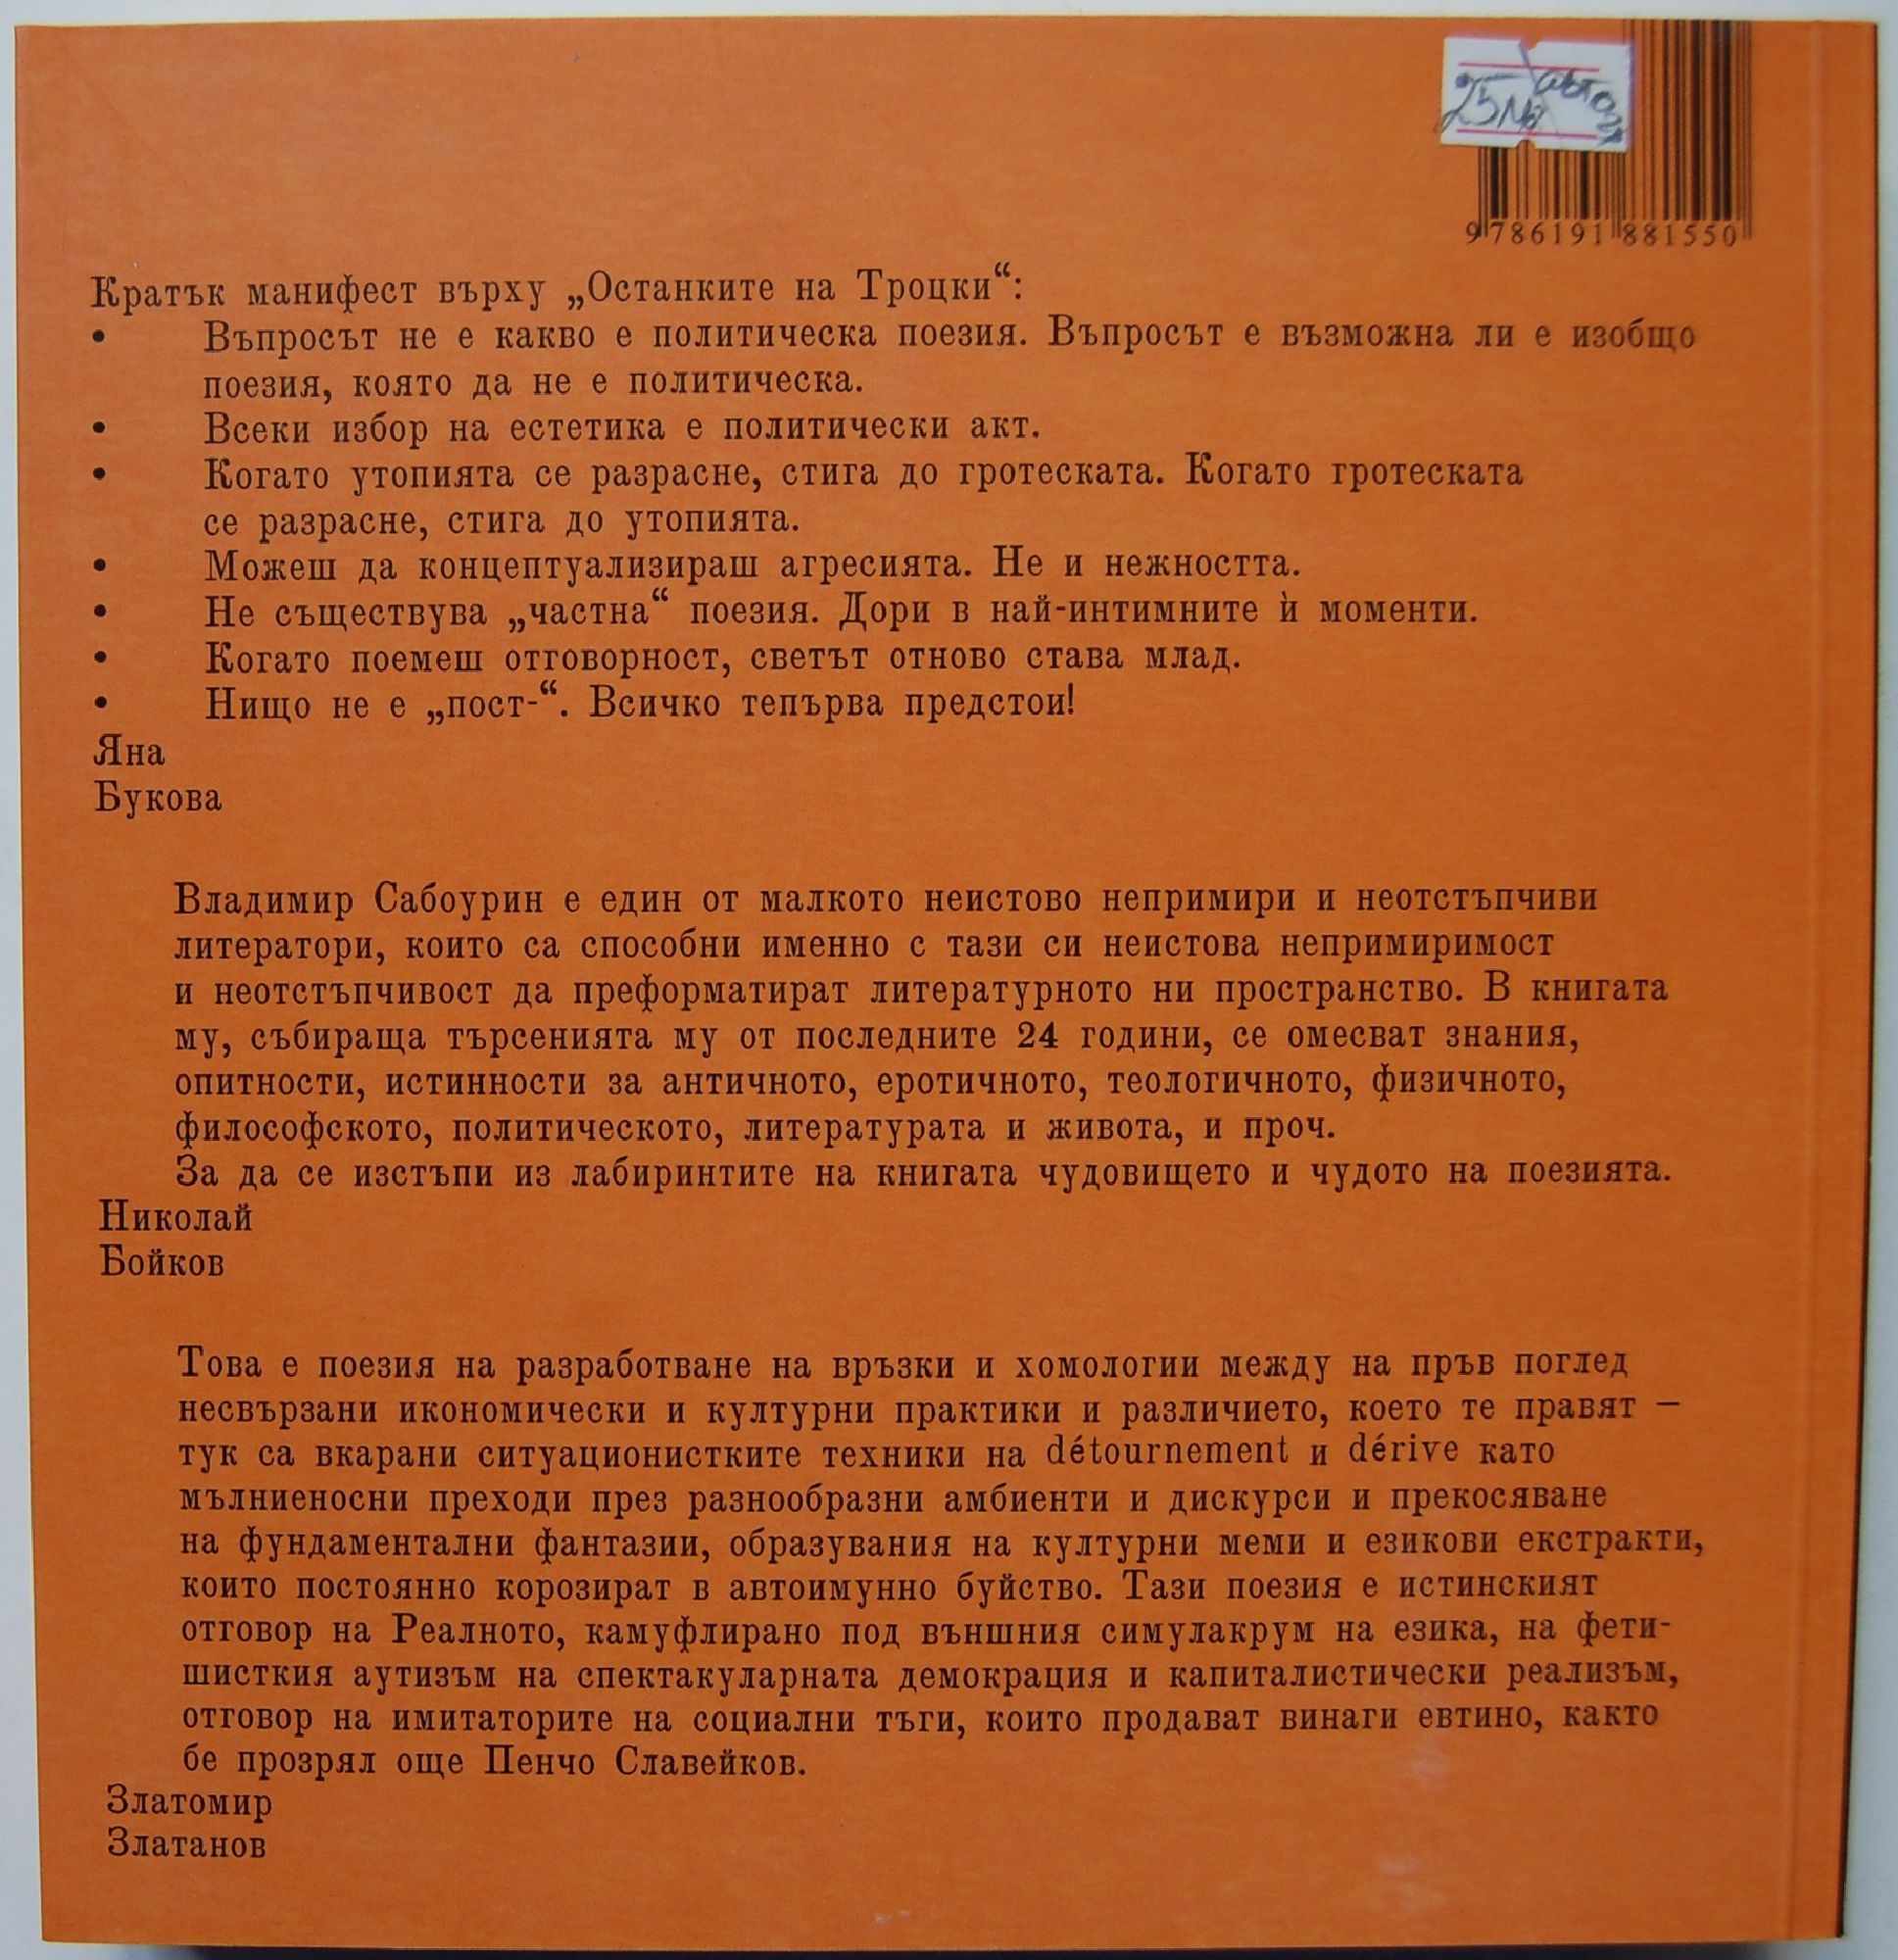 25лв
9 786191 881550
Кратък манифест върху „Останките на Троцки“:
• Въпросът не е какво е политическа поезия. Въпросът е възможна ли е изобщо
поезия, която да не е политическа.
• Всеки избор на естетика е политически акт.
• Когато утопията се разрасне, стига до гротеската. Когато гротеската
се разрасне, стига до утопията.
• Можеш да концептуализираш агресията. Не и нежността.
• Не съществува „частна“ поезия. Дори в най-интимните ѝ моменти.
• Когато поемеш отговорност, светът отново става млад.
• Нищо не е „пост-“. Всичко тепърва предстои!
Яна
Букова
Владимир Сабоурин е един от малкото неистово непримири и неотстъпчиви
литератори, които са способни именно с тази си неистова непримиримост
и неотстъпчивост да преформатират литературното ни пространство. В книгата
му, събираща търсенията му от последните 24 години, се омесват знания,
опитности, истинности за античното, еротичното, теологичното, физичното,
философското, политическото, литературата и живота, и проч.
За да се изстъпи из лабиринтите на книгата чудовището и чудото на поезията.
Николай
Бойков
Това е поезия на разработване на връзки и хомологии между на пръв поглед
несвързани икономически и културни практики и различието, което те правят –
тук са вкарани ситуационистките техники на détournement и dérive като
мълниеносни преходи през разнообразни амбиенти и дискурси и прекосяване
на фундаментални фантазии, образувания на културни меми и езикови екстракти,
които постоянно корозират в автоимунно буйство. Тази поезия е истинският
отговор на Реалното, камуфлирано под външния симулакрум на езика, на фети-
шисткия аутизъм на спектакуларната демокрация и капиталистически реализъм,
отговор на имитаторите на социални тъги, които продават винаги евтино, както
бе прозрял още Пенчо Славейков.
Златомир
Златанов